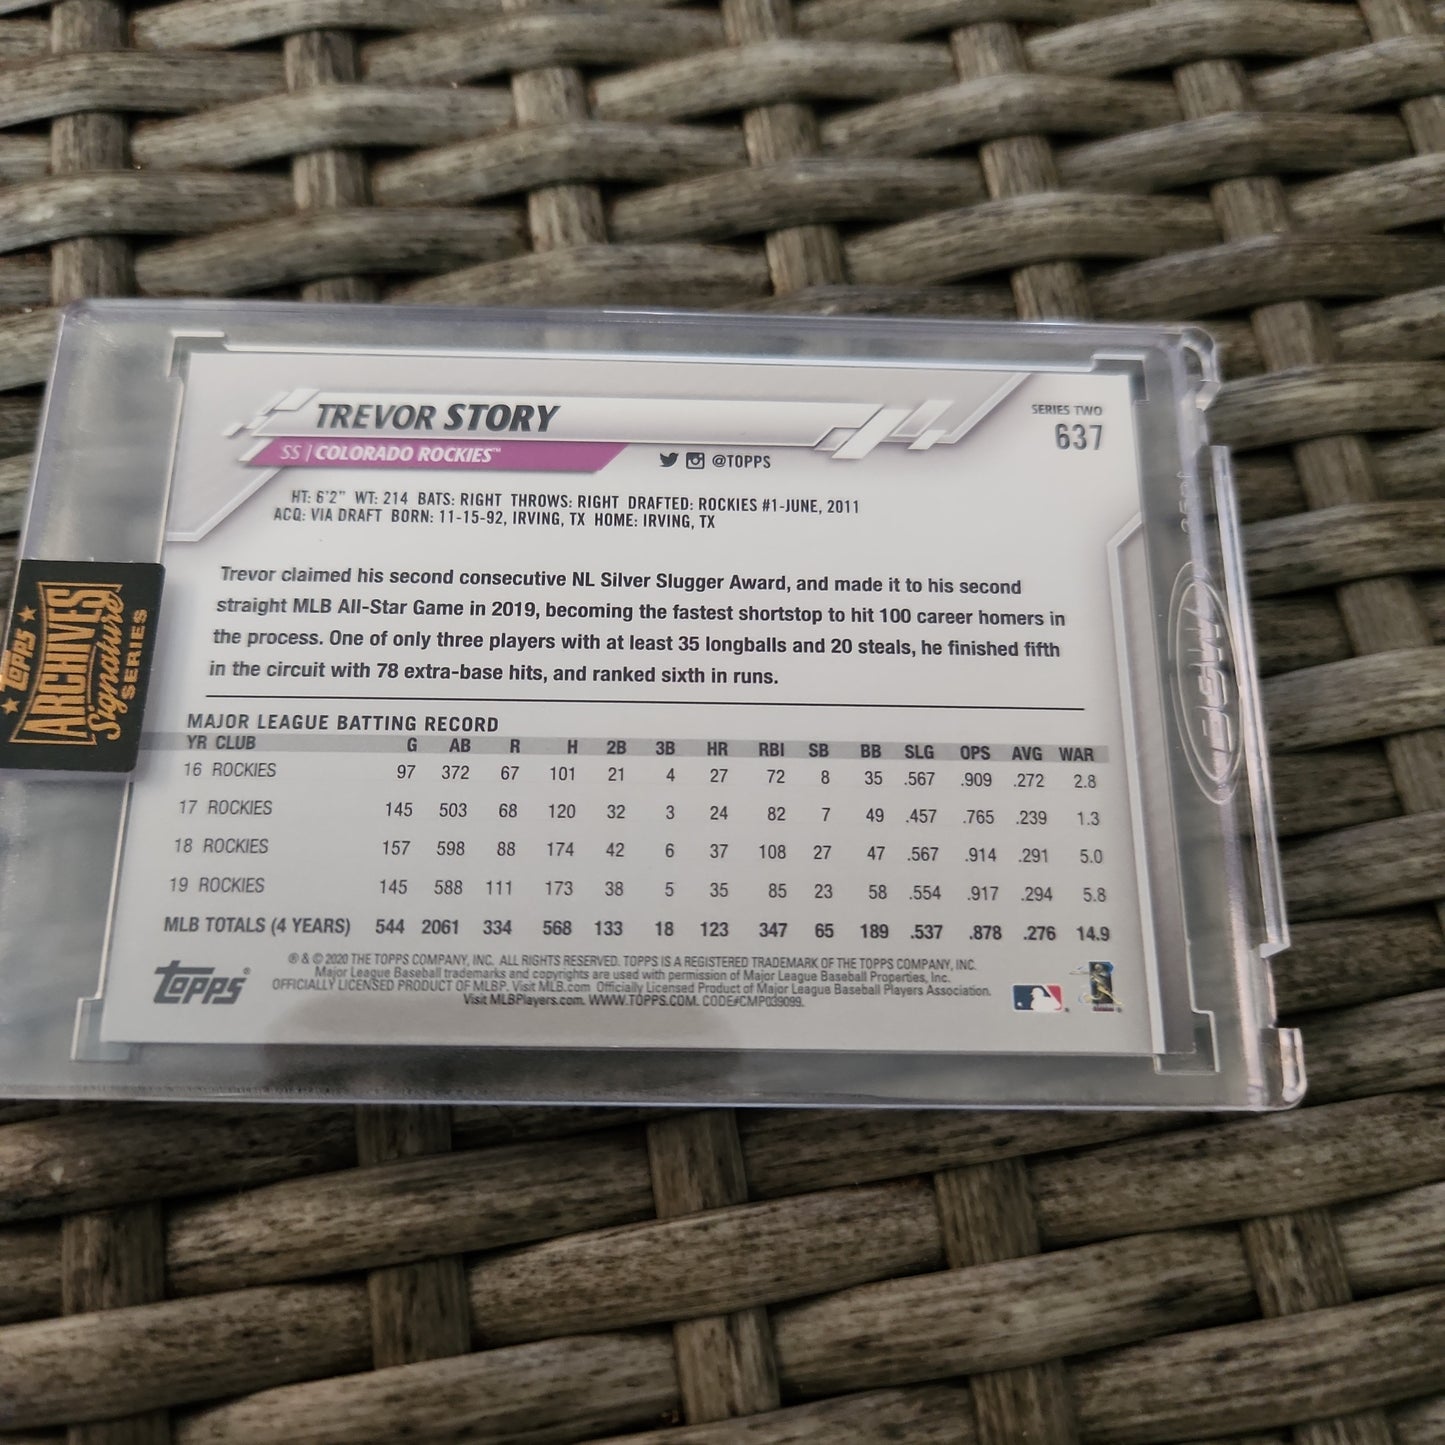 TREVOR STORY
SERIES TWO
637
SS | COLORADO ROCKIES™
@TOPPS
HT: 6'2" WT: 214 BATS: RIGHT THROWS: RIGHT DRAFTED: ROCKIES #1-JUNE, 2011
ACQ: VIA DRAFT BORN: 11-15-92, IRVING, TX HOME: IRVING, TX
Trevor claimed his second consecutive NL Silver Slugger Award, and made it to his second
straight MLB All-Star Game in 2019, becoming the fastest shortstop to hit 100 career homers in
the process. One of only three players with at least 35 longballs and 20 steals, he finished fifth
in the circuit with 78 extra-base hits, and ranked sixth in runs.
MAJOR LEAGUE BATTING RECORD
YR CLUB G AB R H 2B 3B HR RBI SB BB SLG OPS AVG WAR
16 ROCKIES 97 372 67 101 21 4 27 72 8 35 .567 .909 .272 2.8
17 ROCKIES 145 503 68 120 32 3 24 82 7 49 .457 .765 .239 1.3
18 ROCKIES 157 598 88 174 42 6 37 108 27 47 .567 .914 .291 5.0
19 ROCKIES 145 588 111 173 38 5 35 85 23 58 .554 .917 .294 5.8
MLB TOTALS (4 YEARS) 544 2061 334 568 133 18 123 347 65 189 .537 .878 .276 14.9
topps®
® & © 2020 THE TOPPS COMPANY, INC. ALL RIGHTS RESERVED. TOPPS IS A REGISTERED TRADEMARK OF THE TOPPS COMPANY, INC.
Major League Baseball trademarks and copyrights are used with permission of Major League Baseball Properties, Inc.
OFFICIALLY LICENSED PRODUCT OF MLBP. Visit MLB.com Officially Licensed Product of Major League Baseball Players Association.
Visit MLBPlayers.com. WWW.TOPPS.COM. CODE#CMP089099.
TOPPS
ARCHIVES
Signature
SERIES